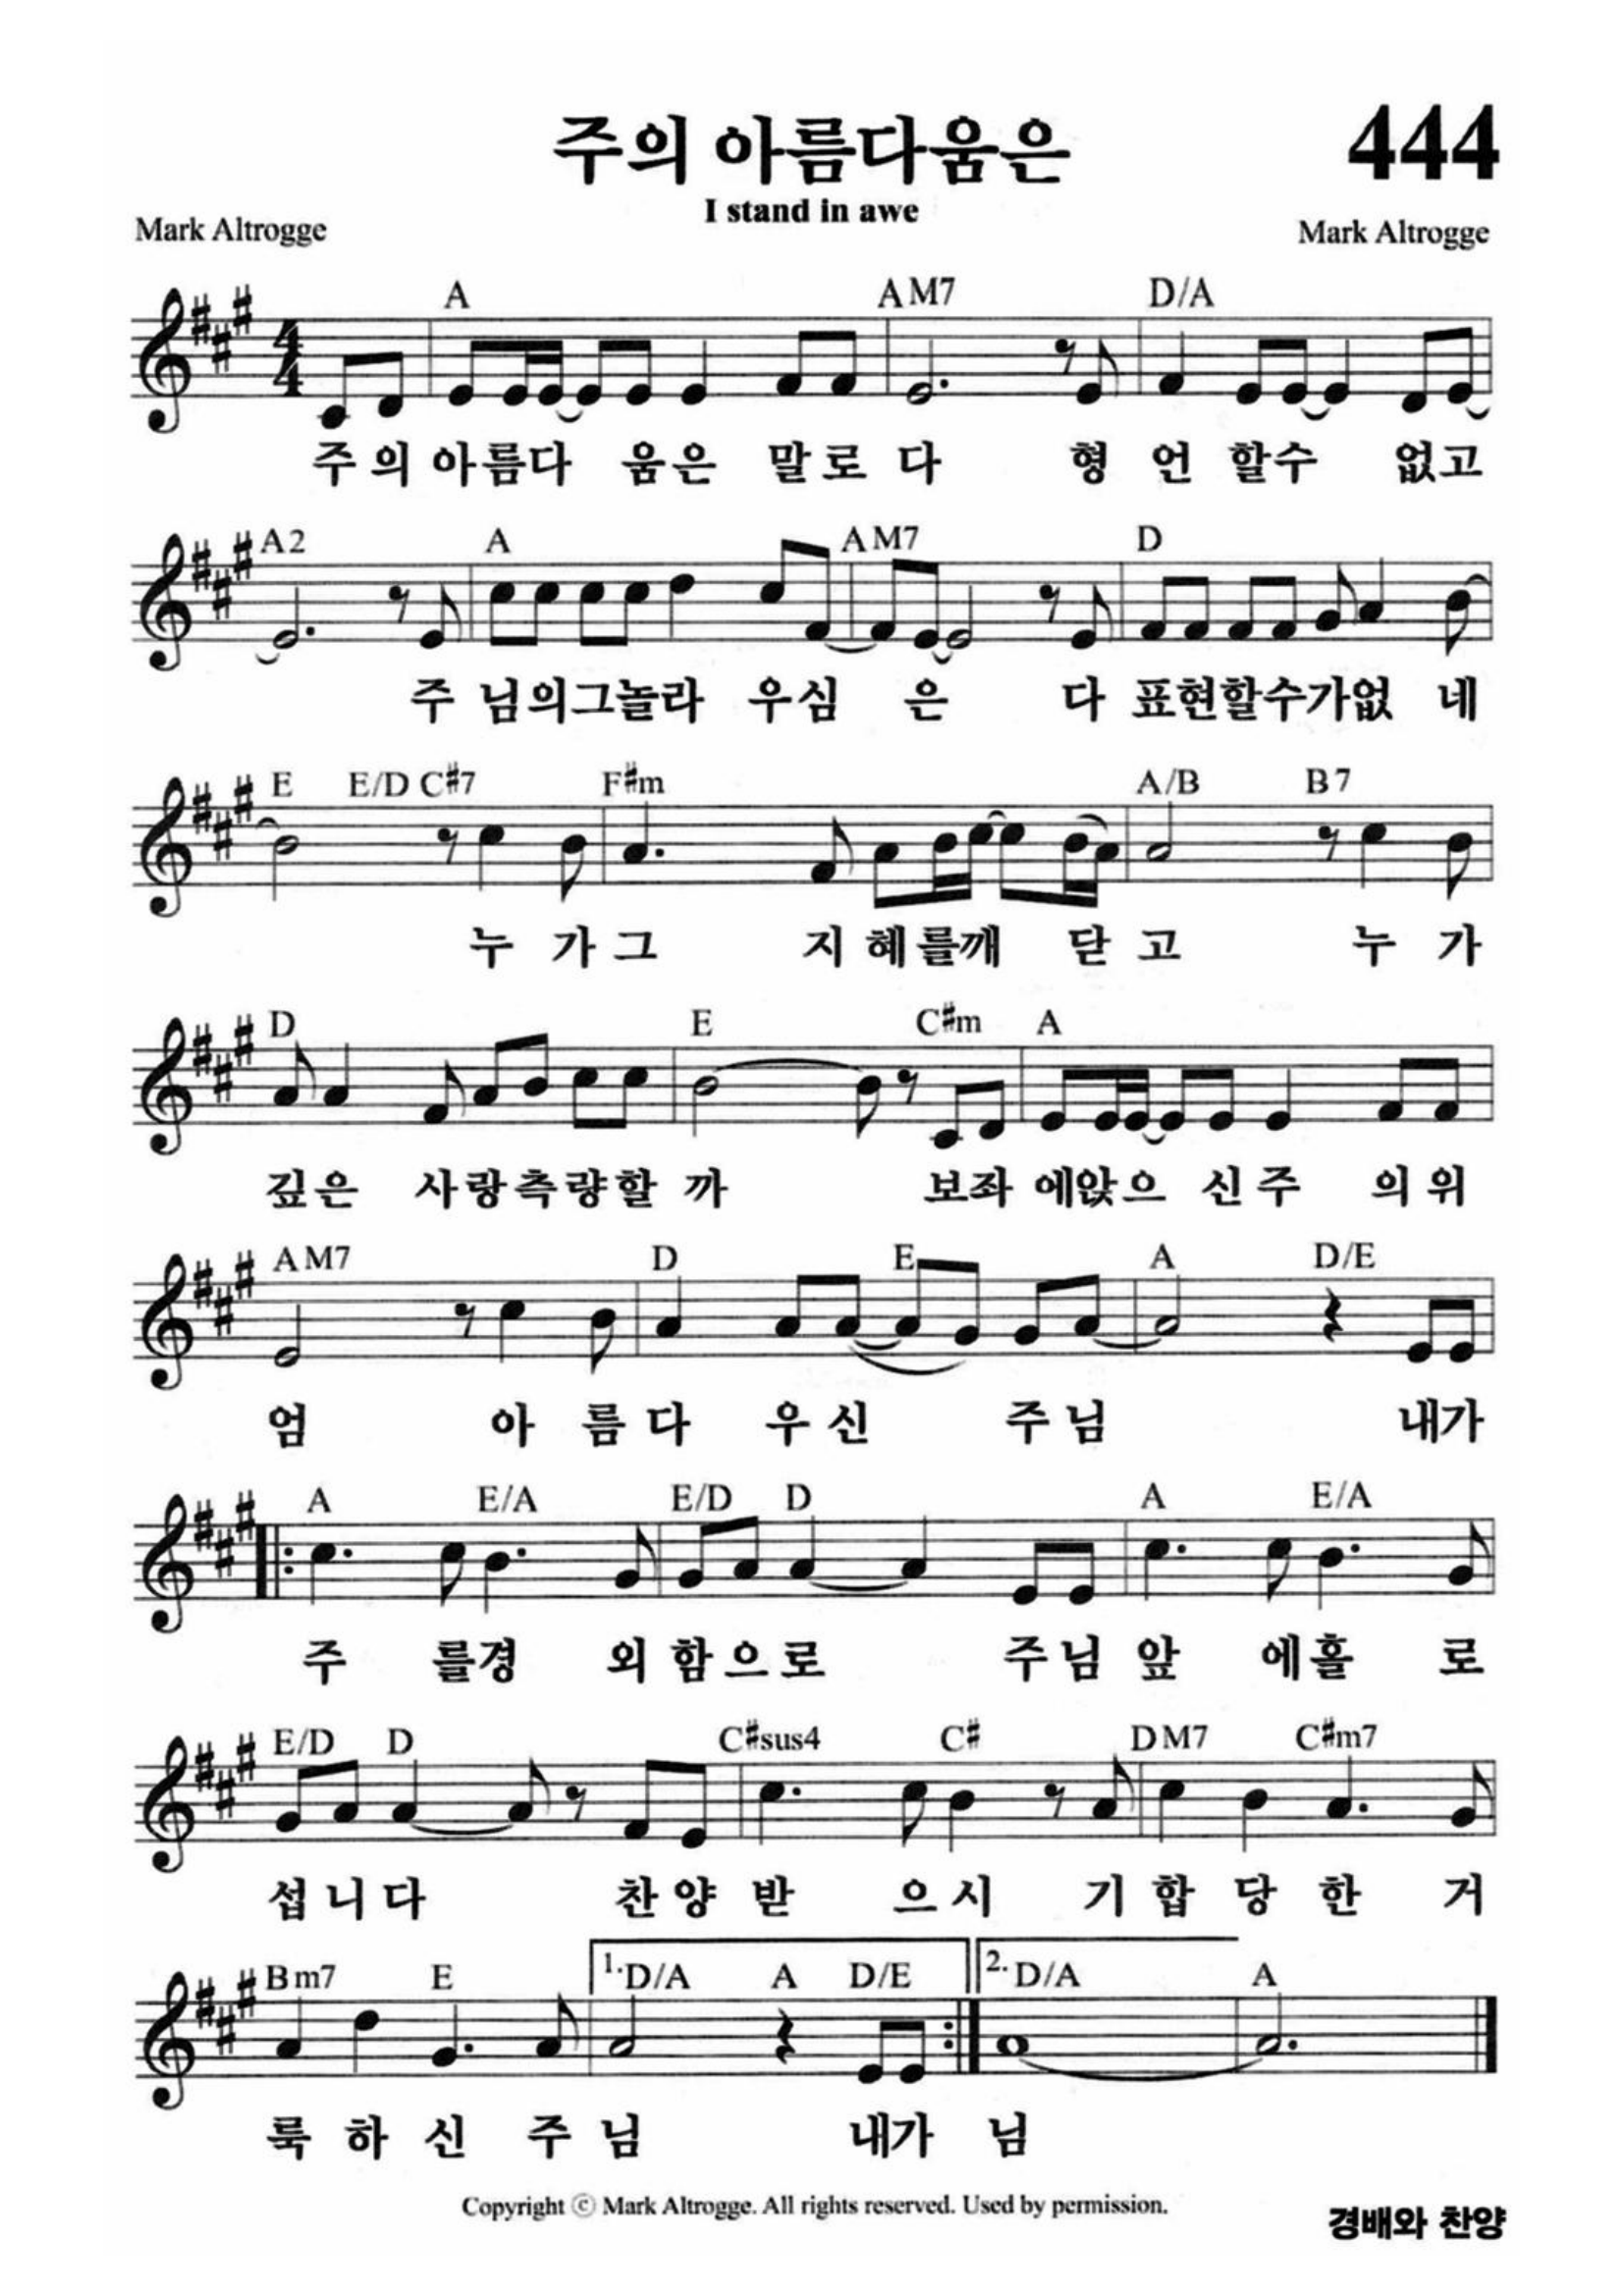 주의 아름다움은
444
I stand in awe
Mark Altrogge
Mark Altrogge
A AM7 D/A
주 의 아름다 움은 말로 다 형 언 할수 없고
A2 A AM7 D
주 님의그놀라 우심 은 다 표현할수가없 네
E E/D C#7 F#m A/B B7
누 가 그 지 혜를깨 닫 고 누 가
D E C#m A
깊은 사랑측량할 까 보좌 에앉으 신주 의위
AM7 D E A D/E
엄 아 름 다 우신 주님 내가
A E/A E/D D A E/A
주 를경 외 함으로 주님 앞 에홀 로
E/D D C#sus4 C# DM7 C#m7
섭니다 찬양 받 으시 기 합 당 한 거
Bm7 E 1. D/A A D/E 2. D/A A
룩 하 신 주 님 내가 님
Copyright ⓒ Mark Altrogge. All rights reserved. Used by permission.
경배와 찬양